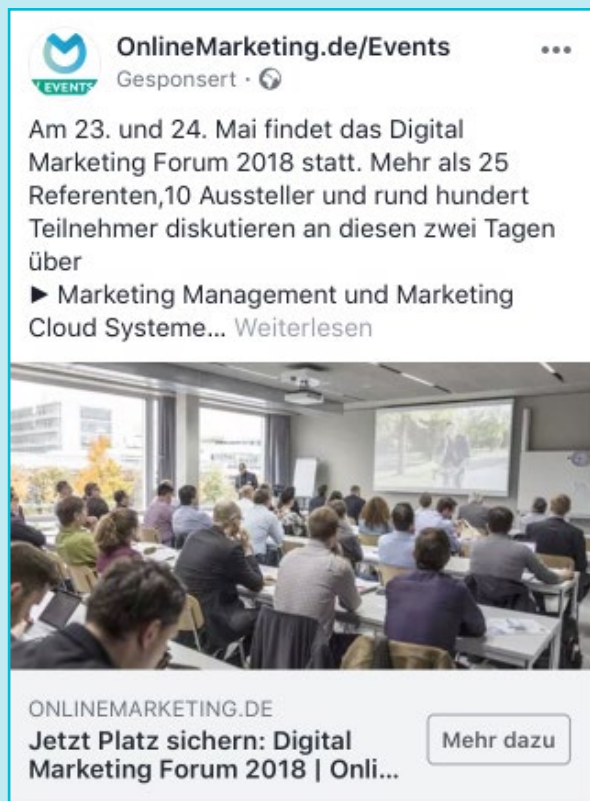 OnlineMarketing.de/Events
EVENTS
Gesponsert ·
Am 23. und 24. Mai findet das Digital
Marketing Forum 2018 statt. Mehr als 25
Referenten,10 Aussteller und rund hundert
Teilnehmer diskutieren an diesen zwei Tagen
über
► Marketing Management und Marketing
Cloud Systeme... Weiterlesen
ONLINEMARKETING.DE
Jetzt Platz sichern: Digital
Marketing Forum 2018 | Onli...
Mehr dazu